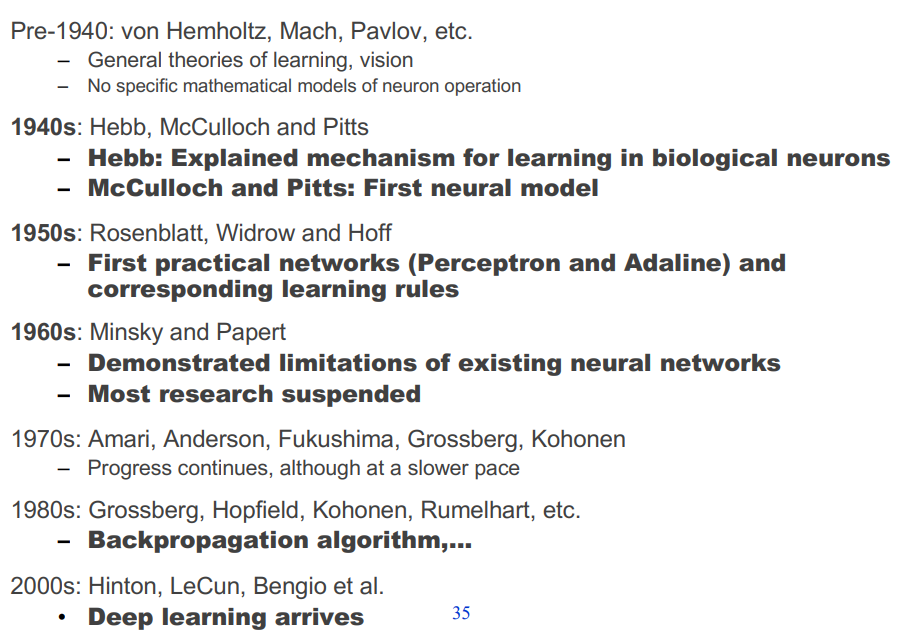 Pre-1940: von Hemholtz, Mach, Pavlov, etc.
– General theories of learning, vision
– No specific mathematical models of neuron operation
1940s: Hebb, McCulloch and Pitts
– Hebb: Explained mechanism for learning in biological neurons
– McCulloch and Pitts: First neural model
1950s: Rosenblatt, Widrow and Hoff
– First practical networks (Perceptron and Adaline) and
corresponding learning rules
1960s: Minsky and Papert
– Demonstrated limitations of existing neural networks
– Most research suspended
1970s: Amari, Anderson, Fukushima, Grossberg, Kohonen
– Progress continues, although at a slower pace
1980s: Grossberg, Hopfield, Kohonen, Rumelhart, etc.
– Backpropagation algorithm,...
2000s: Hinton, LeCun, Bengio et al.
• Deep learning arrives
35